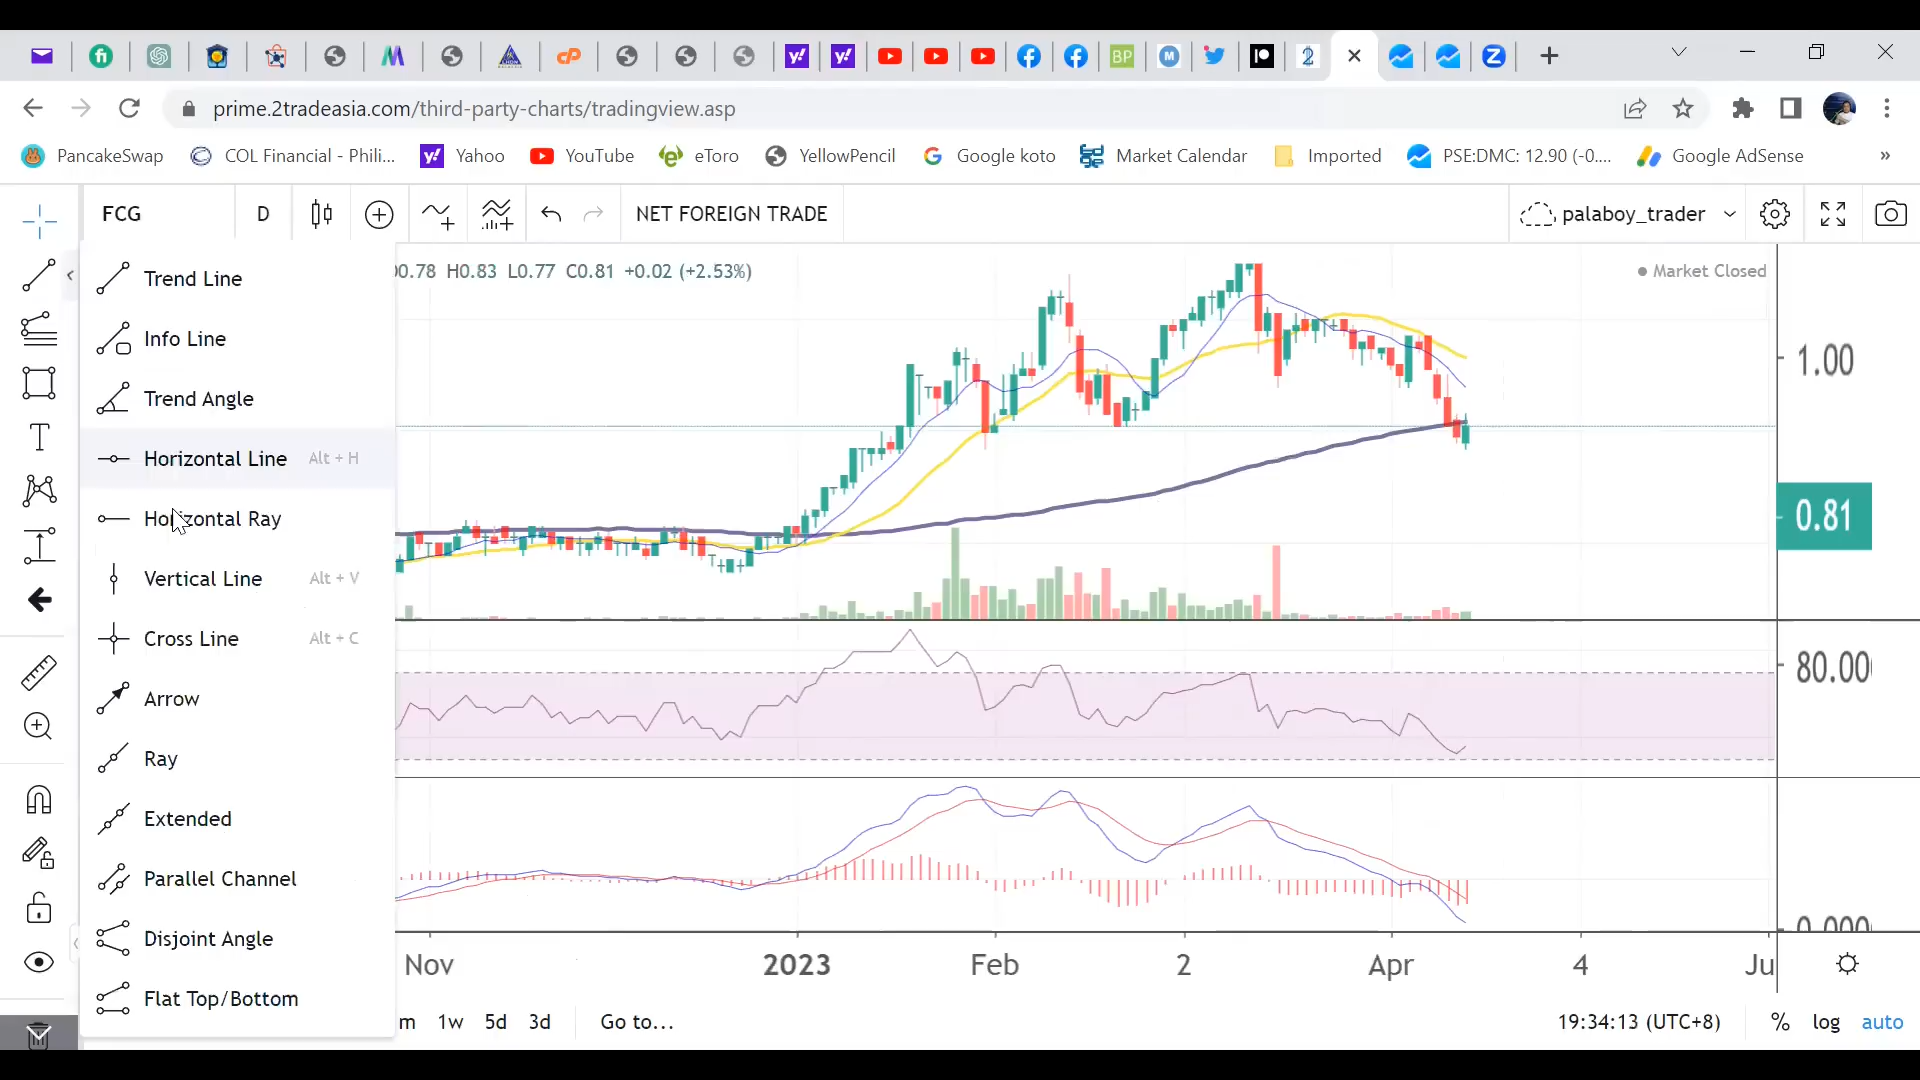 prime.2tradeasia.com/third-party-charts/tradingview.asp
PancakeSwap COL Financial - Phili... Yahoo YouTube eToro YellowPencil Google koto Market Calendar Imported PSE:DMC: 12.90 (-0.... Google AdSense »
FCG D NET FOREIGN TRADE palaboy_trader
0.78 H0.83 L0.77 C0.81 +0.02 (+2.53%) Market Closed
Trend Line
Info Line
Trend Angle
Horizontal Line Alt + H
Horizontal Ray
Vertical Line Alt + V
Cross Line Alt + C
Arrow
Ray
Extended
Parallel Channel
Disjoint Angle
Flat Top/Bottom
1.00
0.81
80.00
0.000
Nov 2023 Feb 2 Apr 4 Ju
m 1w 5d 3d Go to... 19:34:13 (UTC+8) % log auto